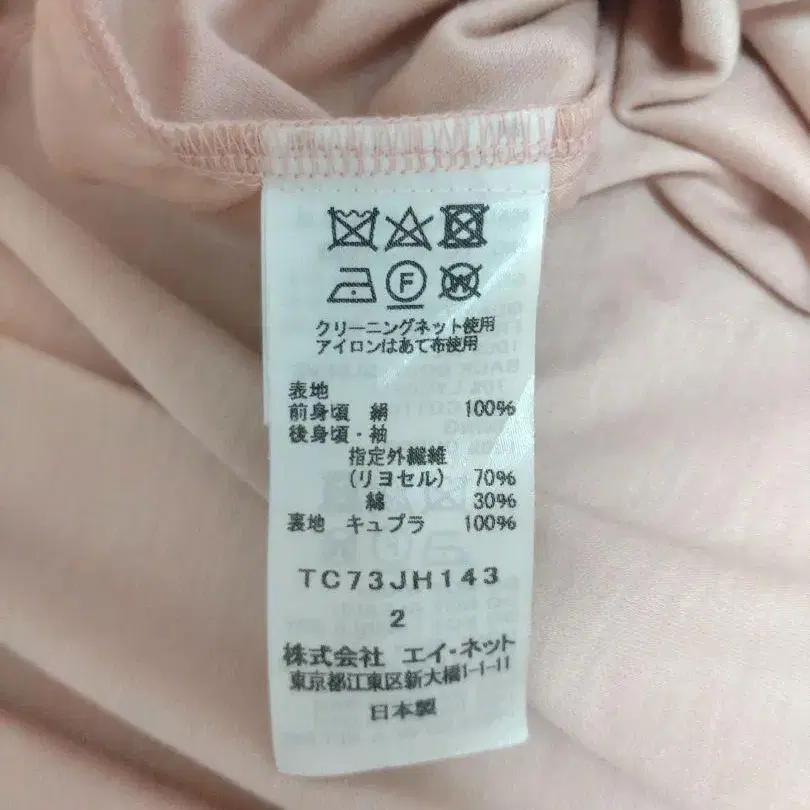 F W
クリーニングネット使用
アイロンはあて布使用
表地
前身頃 絹 100%
後身頃・袖
指定外繊維
(リヨセル) 70%
綿 30%
裏地 キュプラ 100%
TC73JH143
2
株式会社 エイ・ネット
東京都江東区新大橋1-1-11
日本製